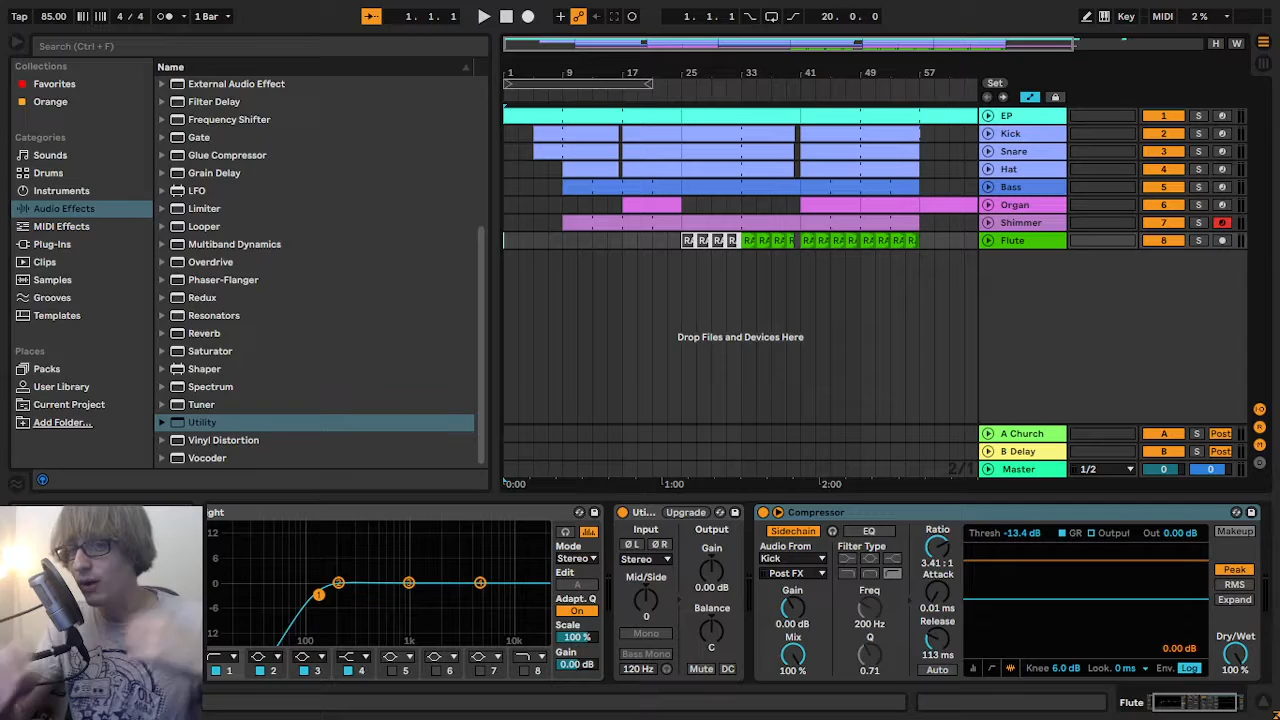 Tap 85.00 4 / 4 1 Bar 1. 1. 1 1. 1. 1 20. 0. 0 Key MIDI 2 %
Search (Ctrl + F)
H W
Collections
Favorites
Orange
Categories
Sounds
Drums
Instruments
Audio Effects
MIDI Effects
Plug-Ins
Clips
Samples
Grooves
Templates
Places
Packs
User Library
Current Project
Add Folder...
Name
External Audio Effect
Filter Delay
Frequency Shifter
Gate
Glue Compressor
Grain Delay
LFO
Limiter
Looper
Multiband Dynamics
Overdrive
Phaser-Flanger
Redux
Resonators
Reverb
Saturator
Shaper
Spectrum
Tuner
Utility
Vinyl Distortion
Vocoder
1 9 17 25 33 41 49 57
Set
EP 1 S
Kick 2 S
Snare 3 S
Hat 4 S
Bass 5 S
Organ 6 S
Shimmer 7 S
Flute 8 S
Drop Files and Devices Here
A Church A S Post
B Delay B S Post
2/1 Master 1/2 0 0
0:00 1:00 2:00
ght
12
6
0
-6
12
100 1k 10k
1 2 3 4
Mode
Stereo
Edit
A
Adapt. Q
On
Scale
100 %
Gain
0.00 dB
1 2 3 4 5 6 7 8
Uti... Upgrade
Input Output
Ø L Ø R
Stereo
Mid/Side
0
Mono
Bass Mono
120 Hz
Gain
0.00 dB
Balance
C
Mute DC
Compressor
Sidechain EQ
Audio From
Kick
Post FX
Filter Type
Gain
0.00 dB
Mix
100 %
Freq
200 Hz
Q
0.71
Ratio
3.41 : 1
Attack
0.01 ms
Release
113 ms
Auto
Thresh -13.4 dB GR Output Out 0.00 dB
0.00 dB
Knee 6.0 dB Look. 0 ms Env. Log
Makeup
Peak
RMS
Expand
Dry/Wet
100 %
Flute